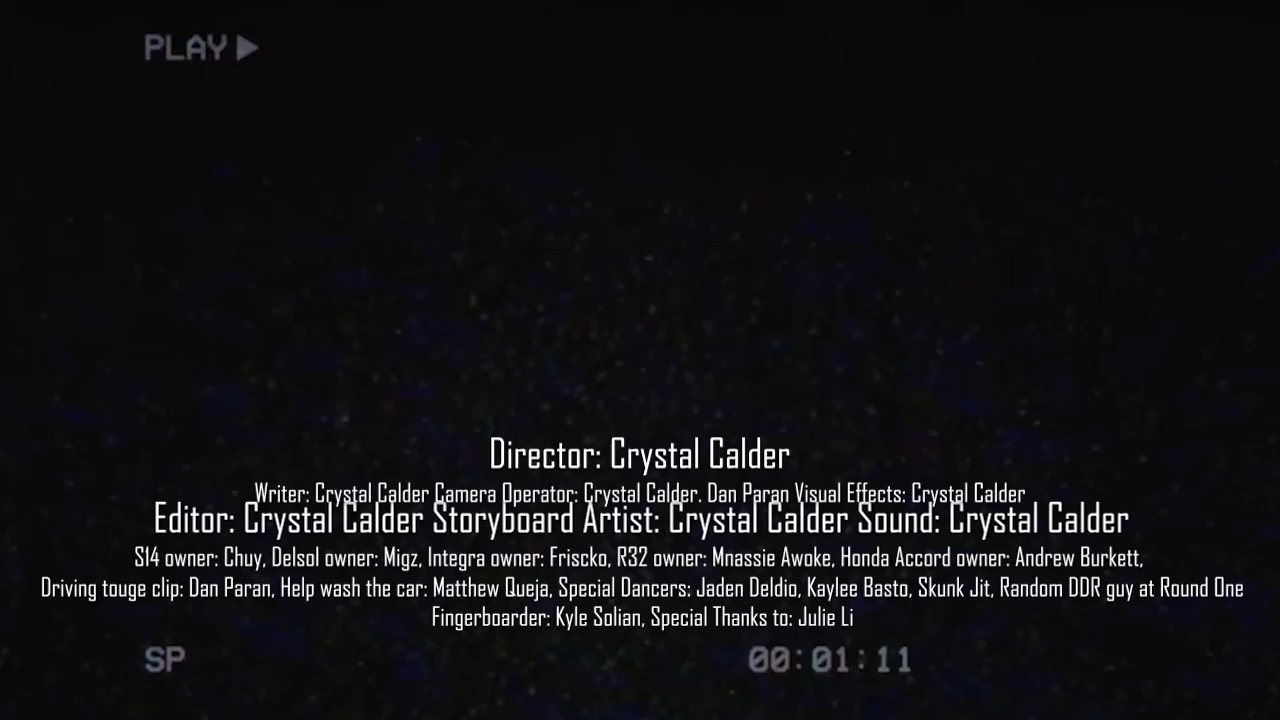 PLAY
Director: Crystal Calder
Writer: Crystal Calder Camera Operator: Crystal Calder. Dan Paran Visual Effects: Crystal Calder
Editor: Crystal Calder Storyboard Artist: Crystal Calder Sound: Crystal Calder
S14 owner: Chuy, Delsol owner: Migz, Integra owner: Friscko, R32 owner: Mnassie Awoke, Honda Accord owner: Andrew Burkett,
Driving touge clip: Dan Paran, Help wash the car: Matthew Queja, Special Dancers: Jaden Deldio, Kaylee Basto, Skunk Jit, Random DDR guy at Round One
Fingerboarder: Kyle Solian, Special Thanks to: Julie Li
SP 00:01:11